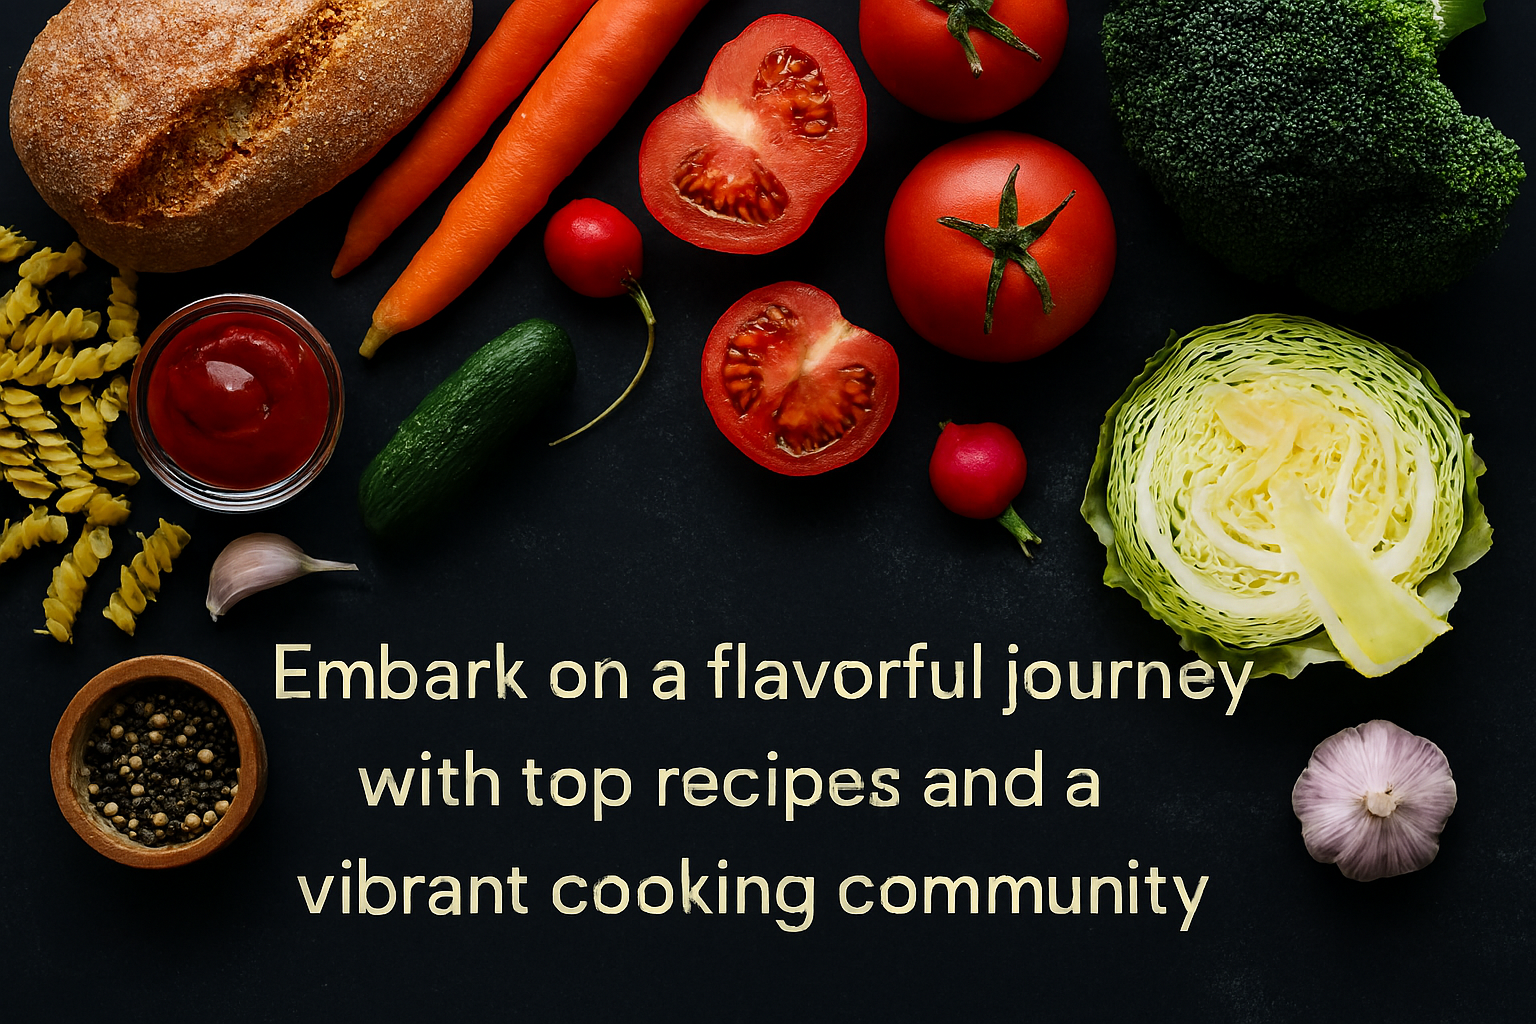 Embark on a flavorful journey
with top recipes and a
vibrant cooking community